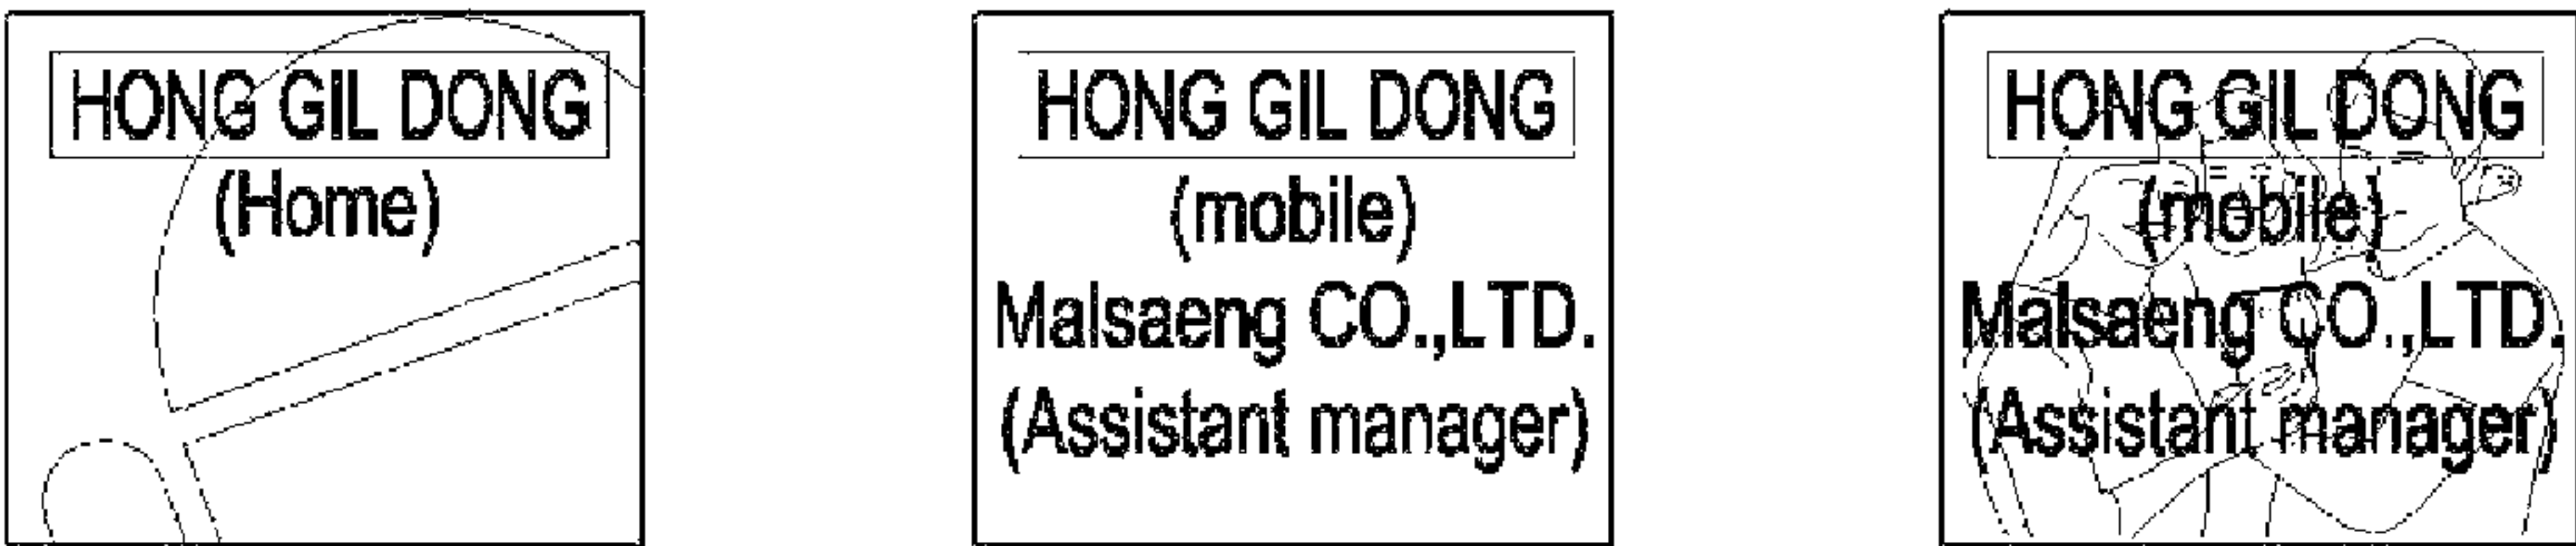 HONG GIL DONG
(Home)
HONG GIL DONG
(mobile)
Malsaeng CO.,LTD.
(Assistant manager)
HONG GIL DONG
(mobile)
Malsaeng CO.,LTD.
(Assistant manager)